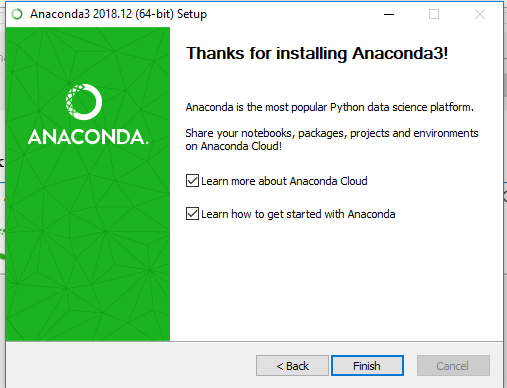 Anaconda3 2018.12 (64-bit) Setup
Thanks for installing Anaconda3!
ANACONDA.
Anaconda is the most popular Python data science platform.
Share your notebooks, packages, projects and environments
on Anaconda Cloud!
Learn more about Anaconda Cloud
Learn how to get started with Anaconda
< Back
Finish
Cancel